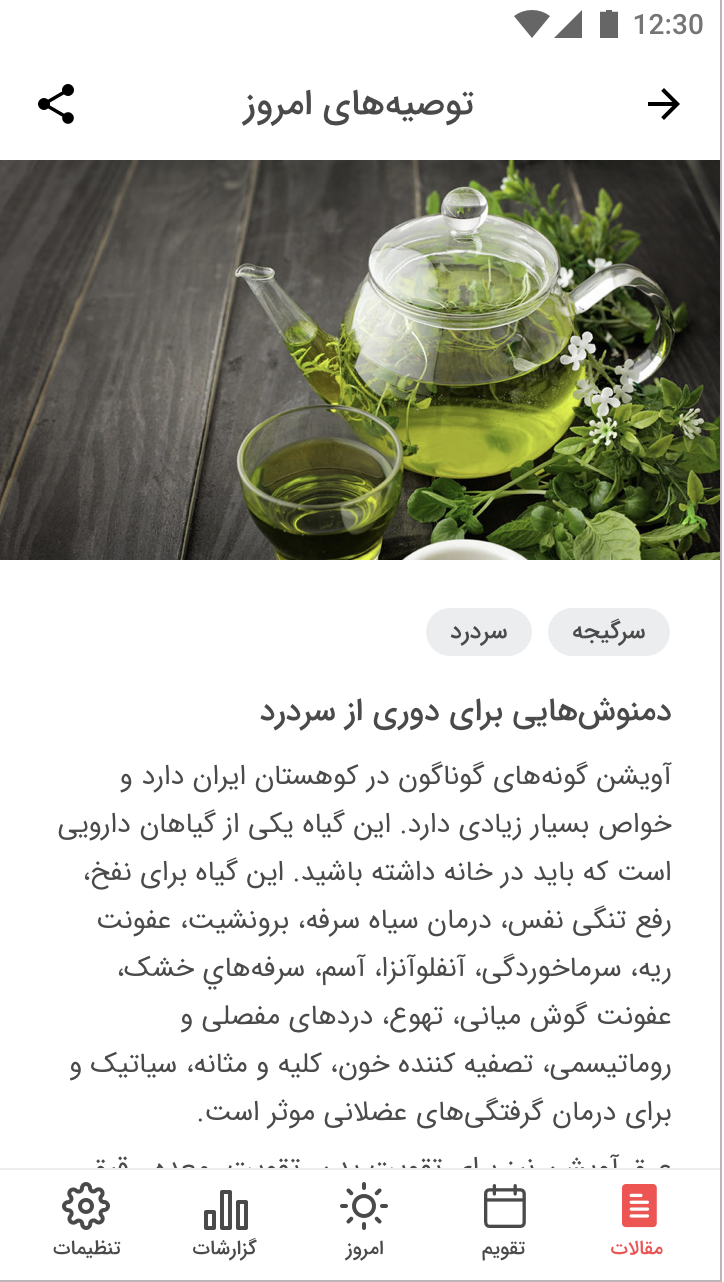 12:30
توصیه‌های امروز
سرگیجه
سردرد
دمنوش‌هایی برای دوری از سردرد
آویشن گونه‌های گوناگون در کوهستان ایران دارد و
خواص بسیار زیادی دارد. این گیاه یکی از گیاهان دارویی
است که باید در خانه داشته باشید. این گیاه برای نفخ،
رفع تنگی نفس، درمان سیاه سرفه، برونشیت، عفونت
ریه، سرماخوردگی، آنفلوآنزا، آسم، سرفه‌هاي خشک،
عفونت گوش میانی، تهوع، دردهای مفصلی و
روماتیسمی، تصفیه کننده خون، کلیه و مثانه، سیاتیک و
برای درمان گرفتگی‌های عضلانی موثر است.
مقالات
تقویم
امروز
گزارشات
تنظیمات